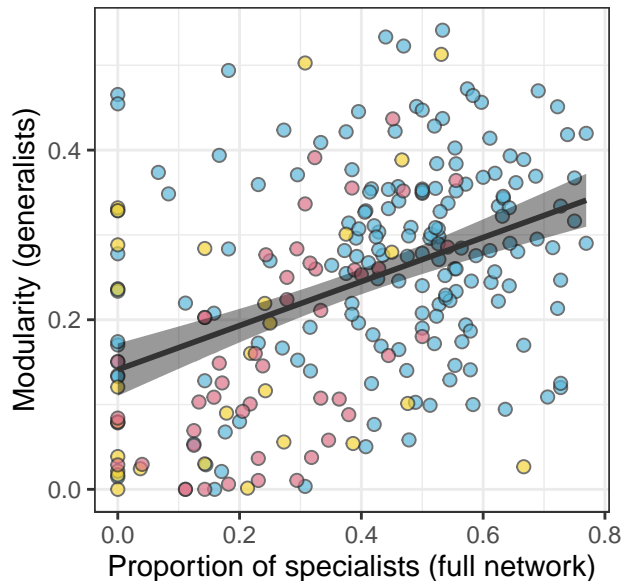 Modularity (generalists)
0.4
0.2
0.0
0.0 0.2 0.4 0.6 0.8
Proportion of specialists (full network)